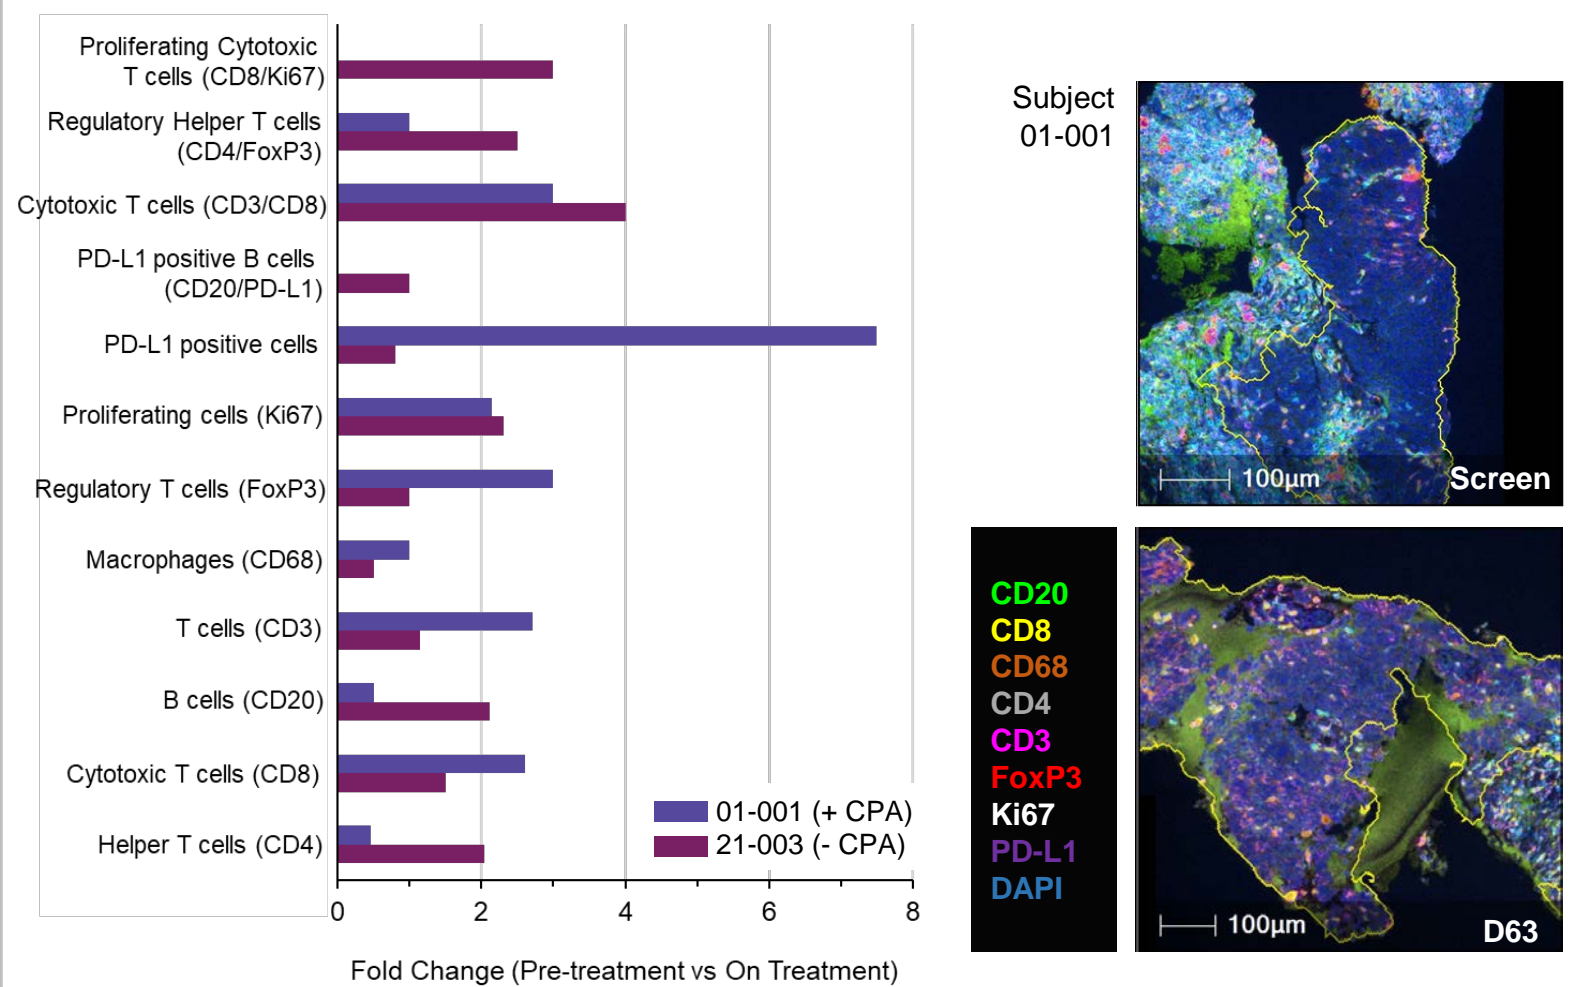 Proliferating Cytotoxic
T cells (CD8/Ki67)
Regulatory Helper T cells
(CD4/FoxP3)
Cytotoxic T cells (CD3/CD8)
PD-L1 positive B cells
(CD20/PD-L1)
PD-L1 positive cells
Proliferating cells (Ki67)
Regulatory T cells (FoxP3)
Macrophages (CD68)
T cells (CD3)
B cells (CD20)
Cytotoxic T cells (CD8)
Helper T cells (CD4)
01-001 (+ CPA)
21-003 (- CPA)
0 2 4 6 8
Fold Change (Pre-treatment vs On Treatment)
Subject
01-001
100µm
Screen
CD20
CD8
CD68
CD4
CD3
FoxP3
Ki67
PD-L1
DAPI
100µm
D63